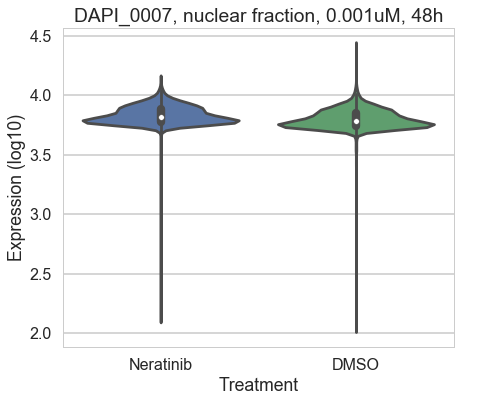 DAPI_0007, nuclear fraction, 0.001uM, 48h
4.5
4.0
3.5
3.0
2.5
2.0
Expression (log10)
Neratinib DMSO
Treatment